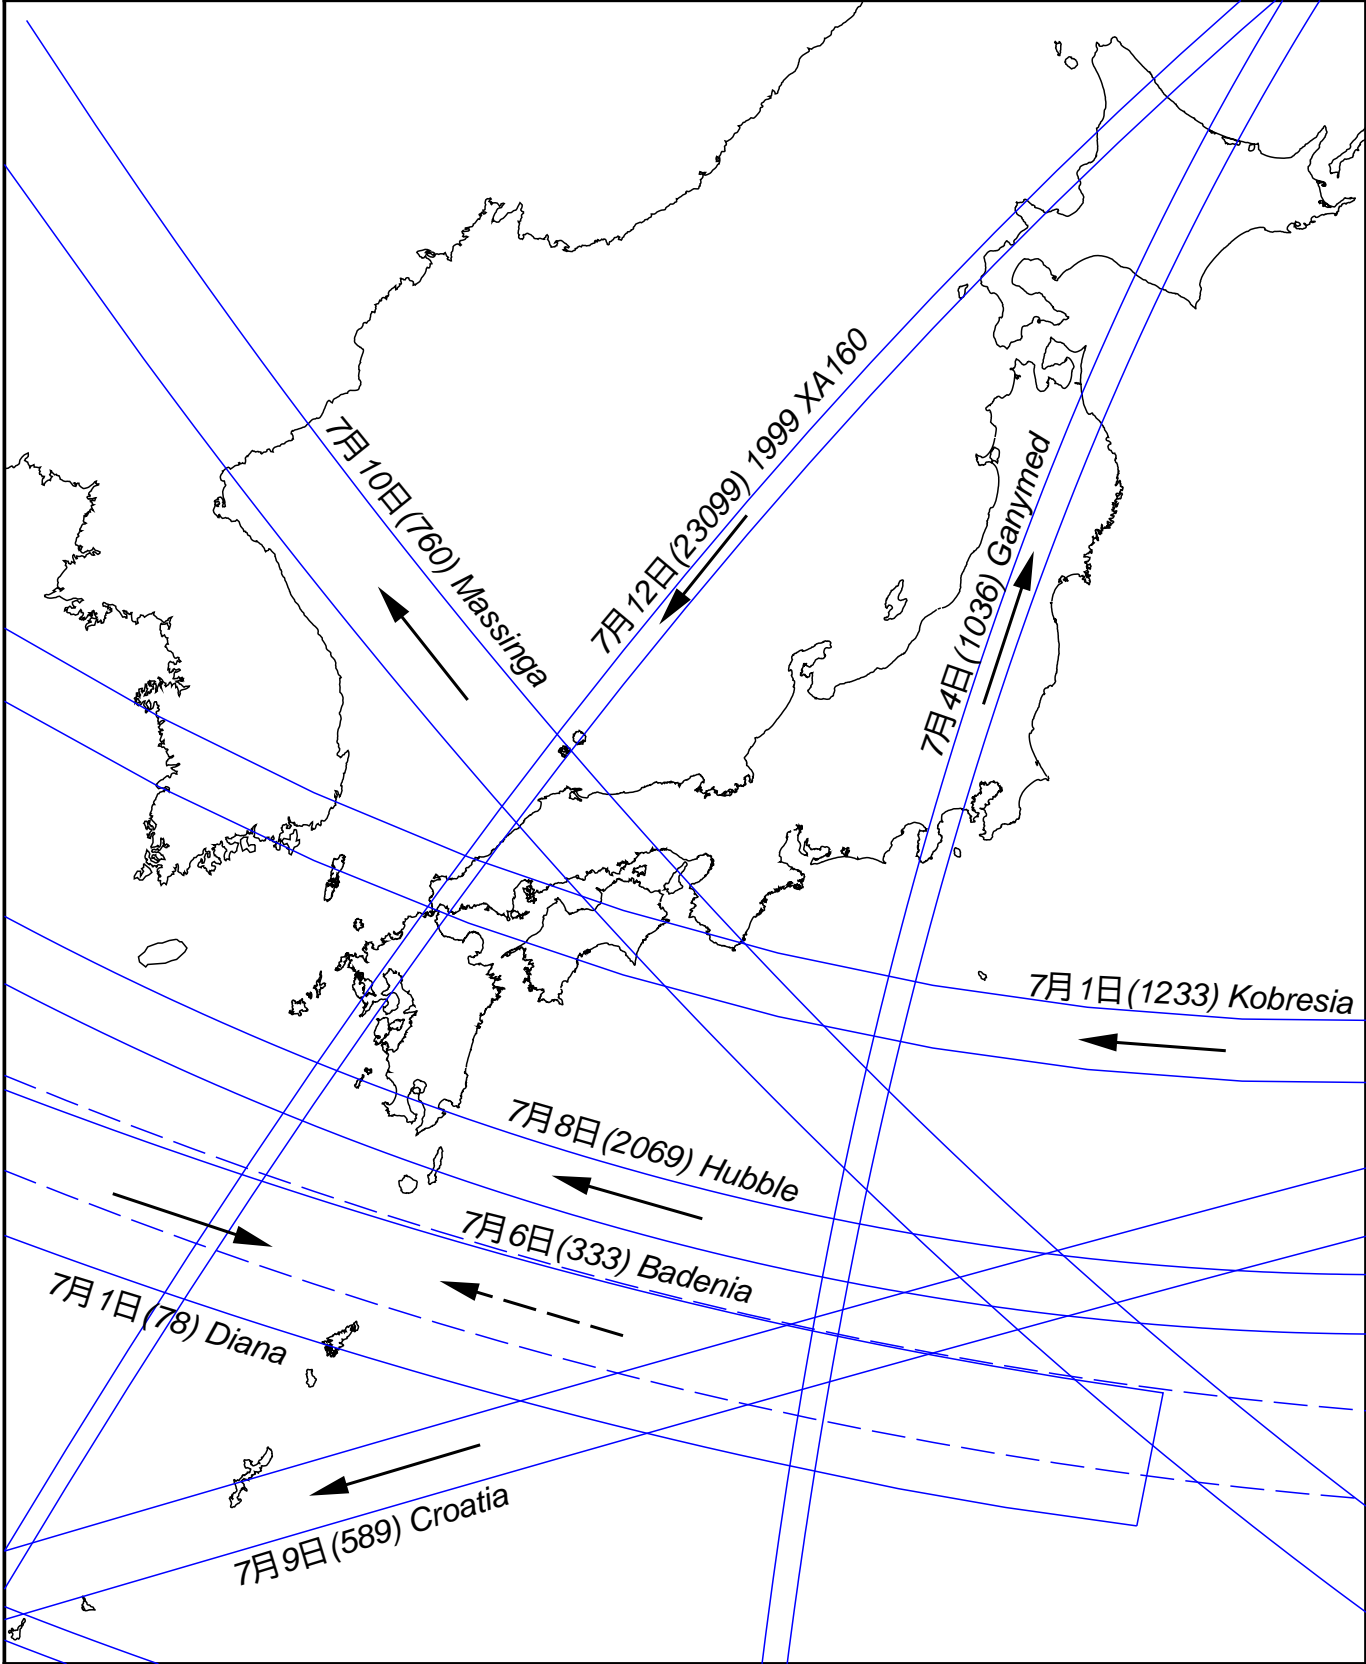 7月12日(23099) 1999 XA160
7月10日(760) Massinga
7月4日(1036) Ganymed
7月1日(1233) Kobresia
7月8日(2069) Hubble
7月6日(333) Badenia
7月1日(78) Diana
7月9日(589) Croatia